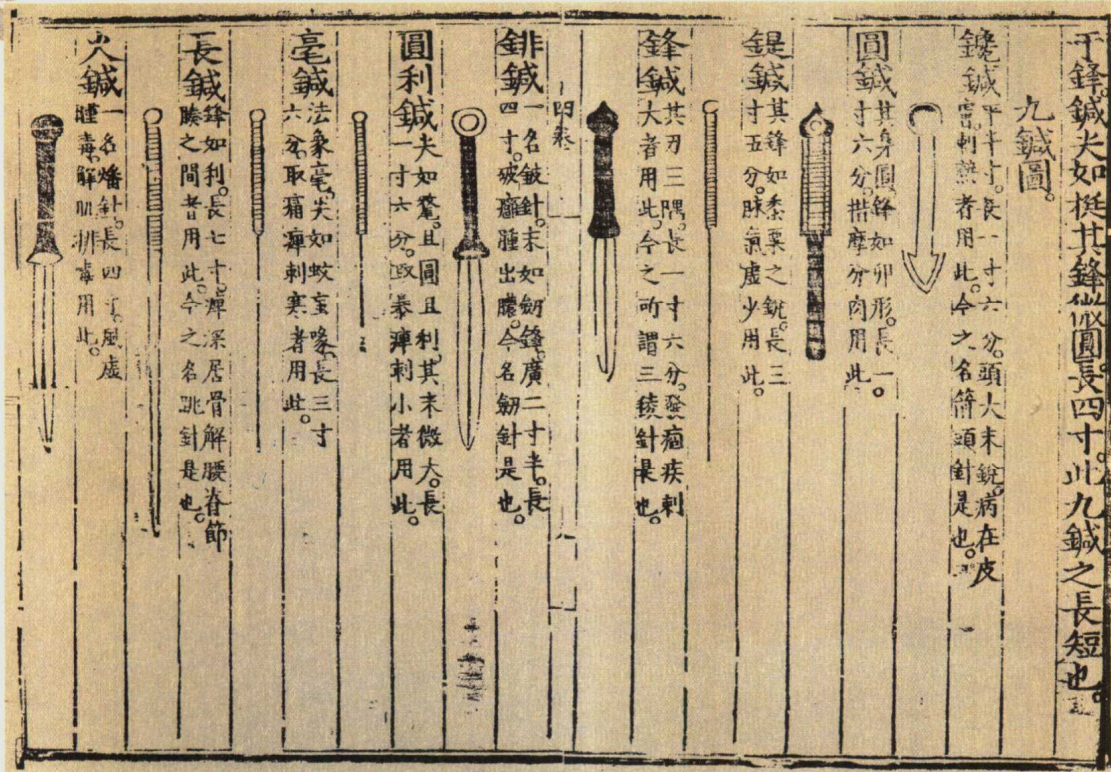 于鋒鍼尖如挺其鋒微圓長四寸此九鍼之長短也。
九鍼圖。
鑱鍼
平半寸。長一寸六分。頭大末銳。病在皮
膚。刺熱者用此。今之名箭頭針是也。
圓鍼
其身圓。鋒如卵形。長一
寸六分。揩摩分肉用此。
鍉鍼
其鋒如黍粟之銳。長三
寸五分。脉氣虛少用此。
鋒鍼
其刃三隅。長一寸六分。發痼疾刺
大者用此。今之所謂三稜針是也。
四卷
八
鈹鍼
一名鈹針。末如劒鋒。廣二寸半。長
四寸。破癰腫出膿。今名劒針是也。
圓利鍼
尖如氂。且圓且利。其末微大。長
一寸六分。取暴痺刺小者用此。
毫鍼
法象毫。尖如蚊䖟喙。長三寸
六分。取痛痺刺寒者用此。
長鍼
鋒如利。長七寸。痺深居骨解腰脊節
腠之間者用此。今之名跳針是也。
火鍼
一名燔針。長四寸。風虛
腫毒。解肌排毒用此。